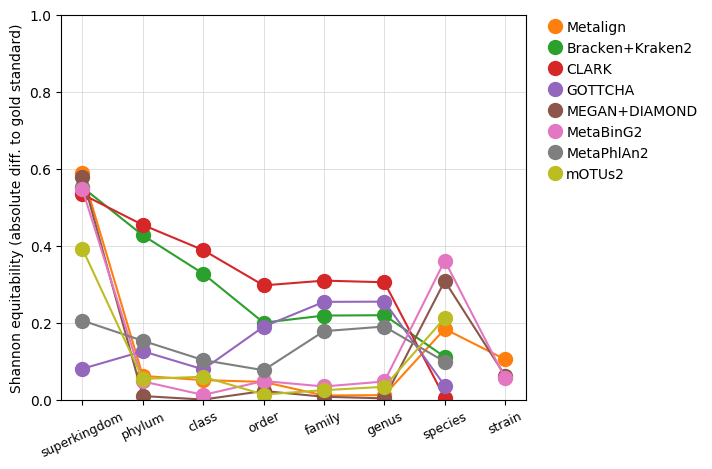 Shannon equitability (absolute diff. to gold standard)
1.0
0.8
0.6
0.4
0.2
0.0
superkingdom
phylum
class
order
family
genus
species
strain
Metalign
Bracken+Kraken2
CLARK
GOTTCHA
MEGAN+DIAMOND
MetaBinG2
MetaPhlAn2
mOTUs2